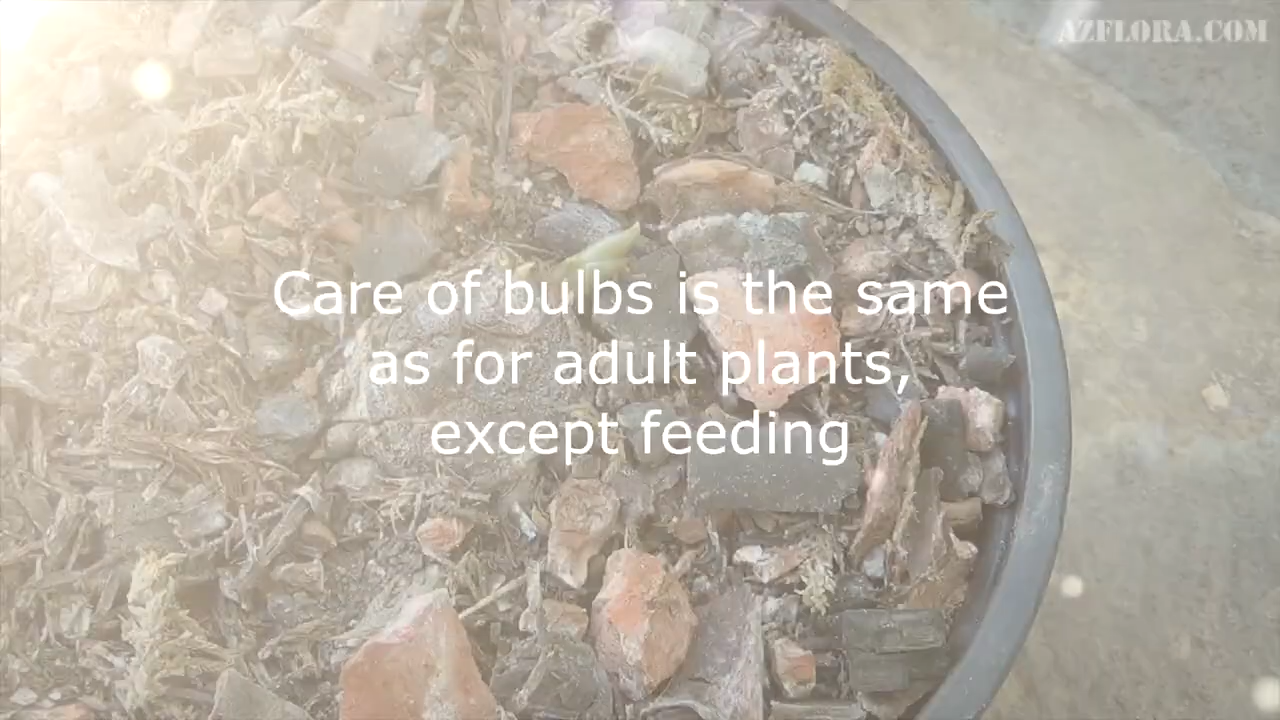 AZFLORA.COM
Care of bulbs is the same
as for adult plants,
except feeding